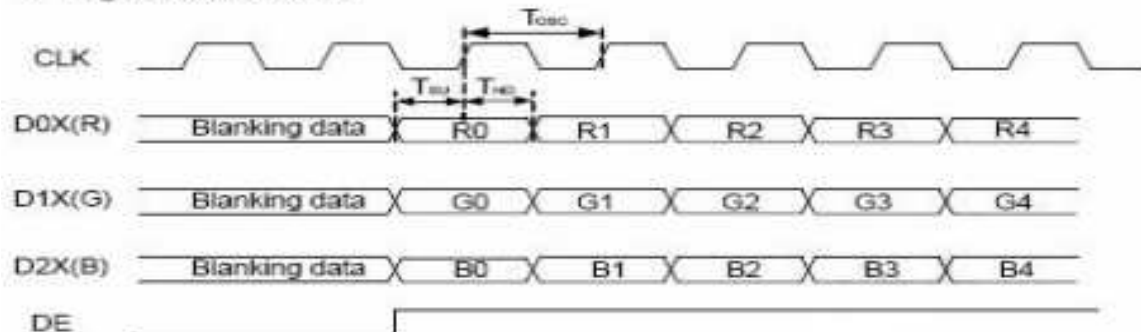 Tosc
CLK
Tsu THD
D0X(R) Blanking data R0 R1 R2 R3 R4
D1X(G) Blanking data G0 G1 G2 G3 G4
D2X(B) Blanking data B0 B1 B2 B3 B4
DE